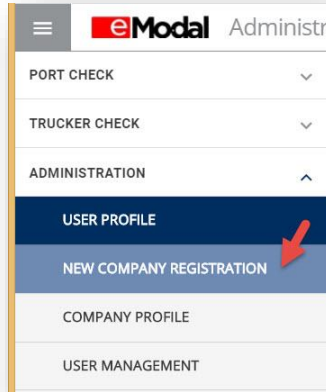 eModal Administr
PORT CHECK
TRUCKER CHECK
ADMINISTRATION
USER PROFILE
NEW COMPANY REGISTRATION
COMPANY PROFILE
USER MANAGEMENT